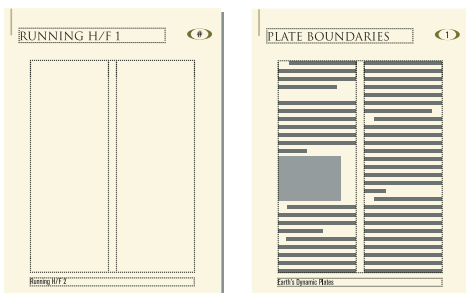 RUNNING H/F 1
#
Running H/F 2
PLATE BOUNDARIES
1
Earth's Dynamic Plates